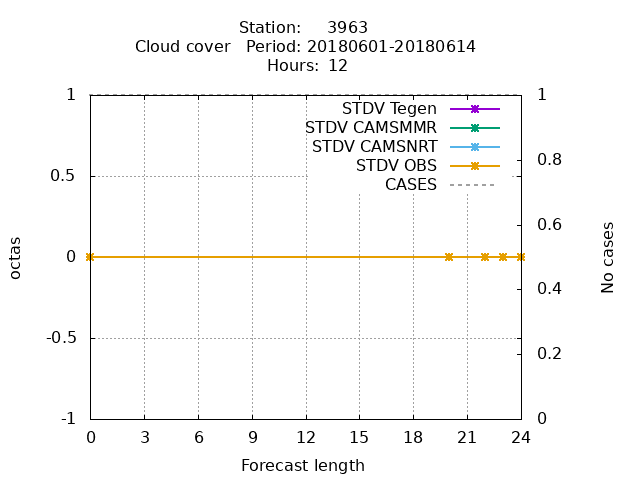 Station: 3963
Cloud cover Period: 20180601-20180614
Hours: 12
1
0.5
0
-0.5
-1
octas
STDV Tegen
STDV CAMSMMR
STDV CAMSNRT
STDV OBS
CASES
1
0.8
0.6
0.4
0.2
0
No cases
0 3 6 9 12 15 18 21 24
Forecast length